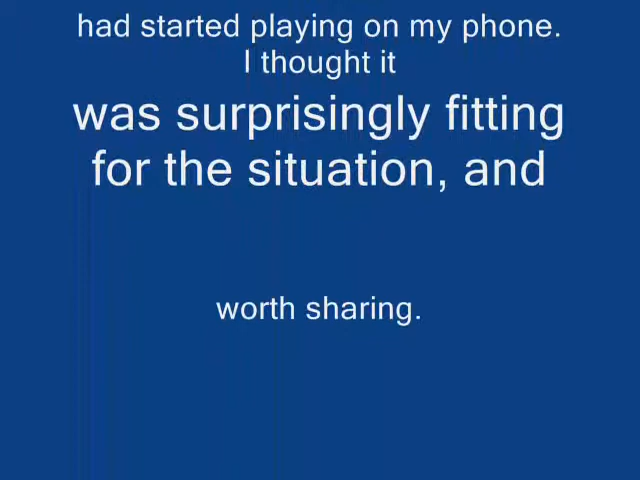 had started playing on my phone.
I thought it
was surprisingly fitting
for the situation, and
worth sharing.